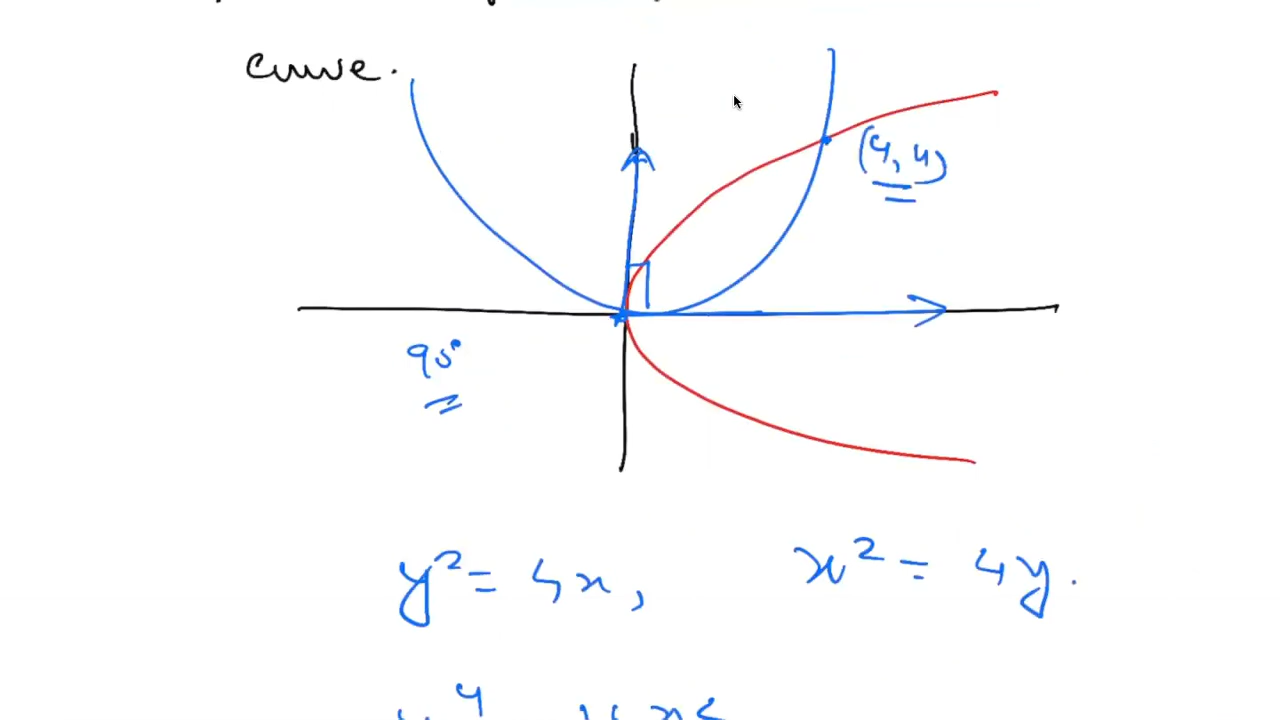 curve.
(4,4)
90°
y² = 4x, x² = 4y.